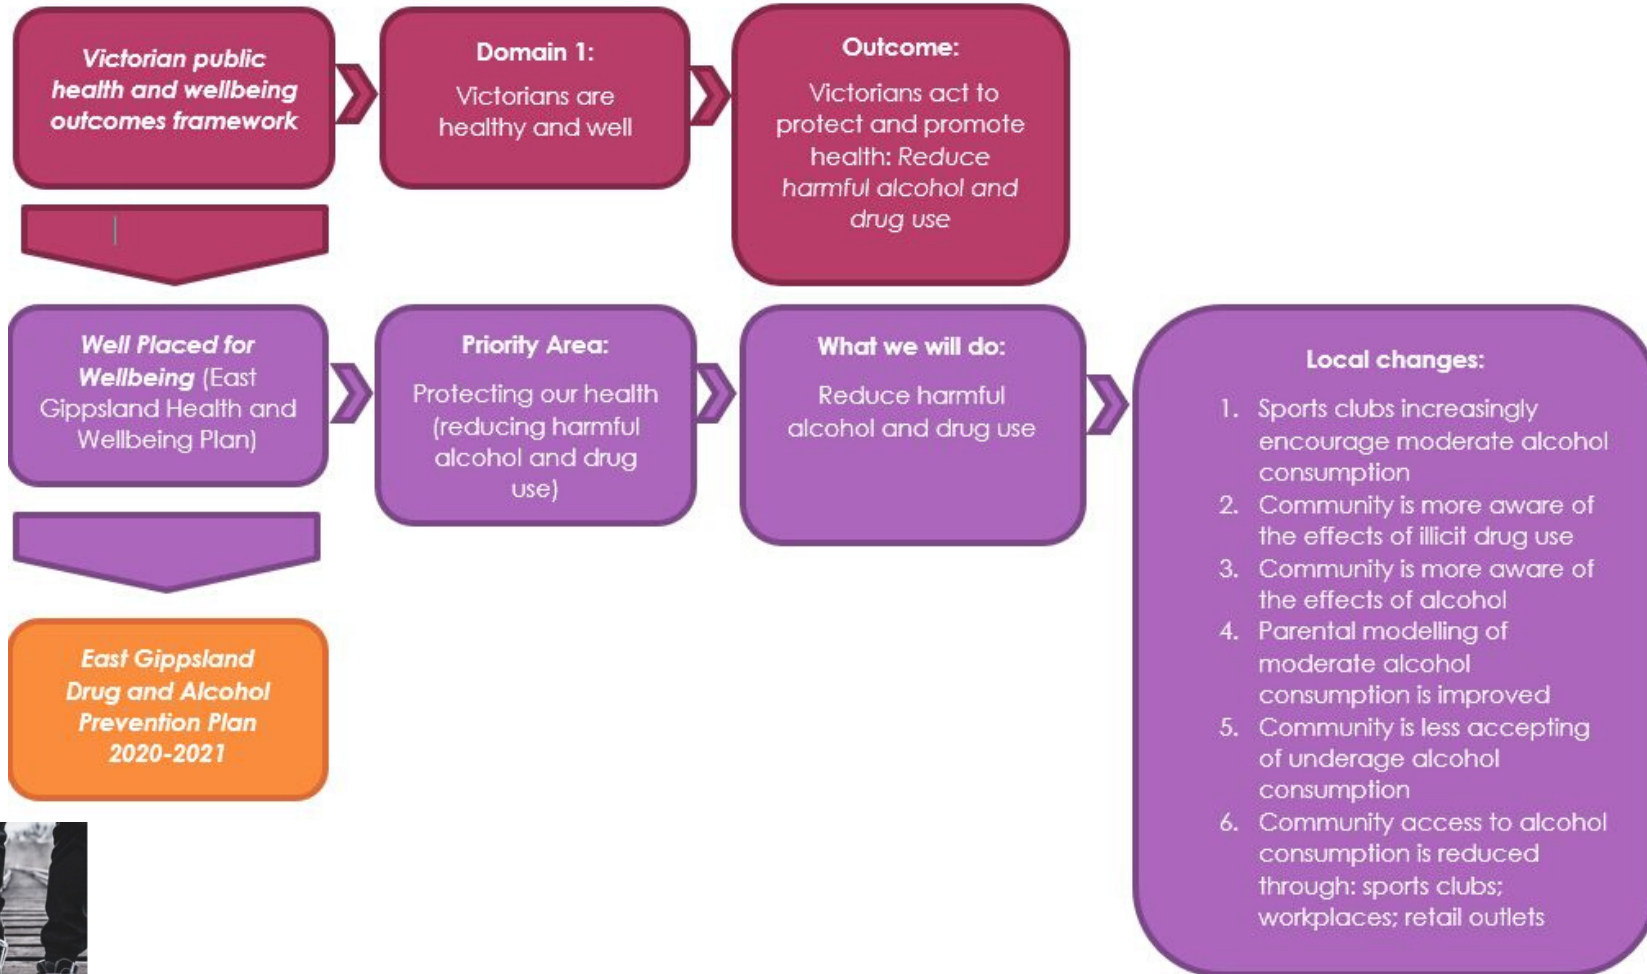 Victorian public
health and wellbeing
outcomes framework
Domain 1:
Victorians are
healthy and well
Outcome:
Victorians act to
protect and promote
health: Reduce
harmful alcohol and
drug use
Well Placed for
Wellbeing (East
Gippsland Health and
Wellbeing Plan)
Priority Area:
Protecting our health
(reducing harmful
alcohol and drug
use)
What we will do:
Reduce harmful
alcohol and drug use
Local changes:
1. Sports clubs increasingly
encourage moderate alcohol
consumption
2. Community is more aware of
the effects of illicit drug use
3. Community is more aware of
the effects of alcohol
4. Parental modelling of
moderate alcohol
consumption is improved
5. Community is less accepting
of underage alcohol
consumption
6. Community access to alcohol
consumption is reduced
through: sports clubs;
workplaces; retail outlets
East Gippsland
Drug and Alcohol
Prevention Plan
2020-2021